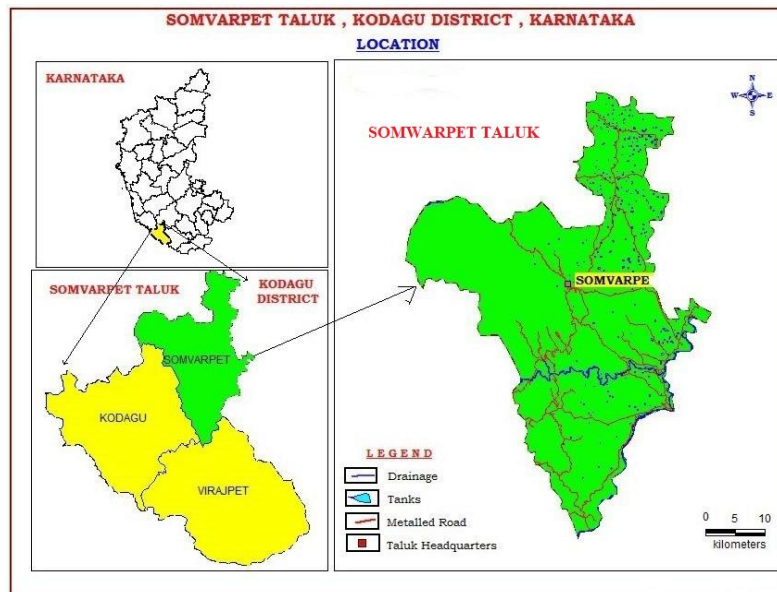 SOMVARPET TALUK , KODAGU DISTRICT , KARNATAKA
LOCATION
KARNATAKA
SOMVARPET TALUK
KODAGU
DISTRICT
SOMVARPET
KODAGU
VIRAJPET
SOMWARPET TALUK
N
W E
S
SOMVARPE
LEGEND
Drainage
Tanks
Metalled Road
Taluk Headquarters
0 5 10
kilometers